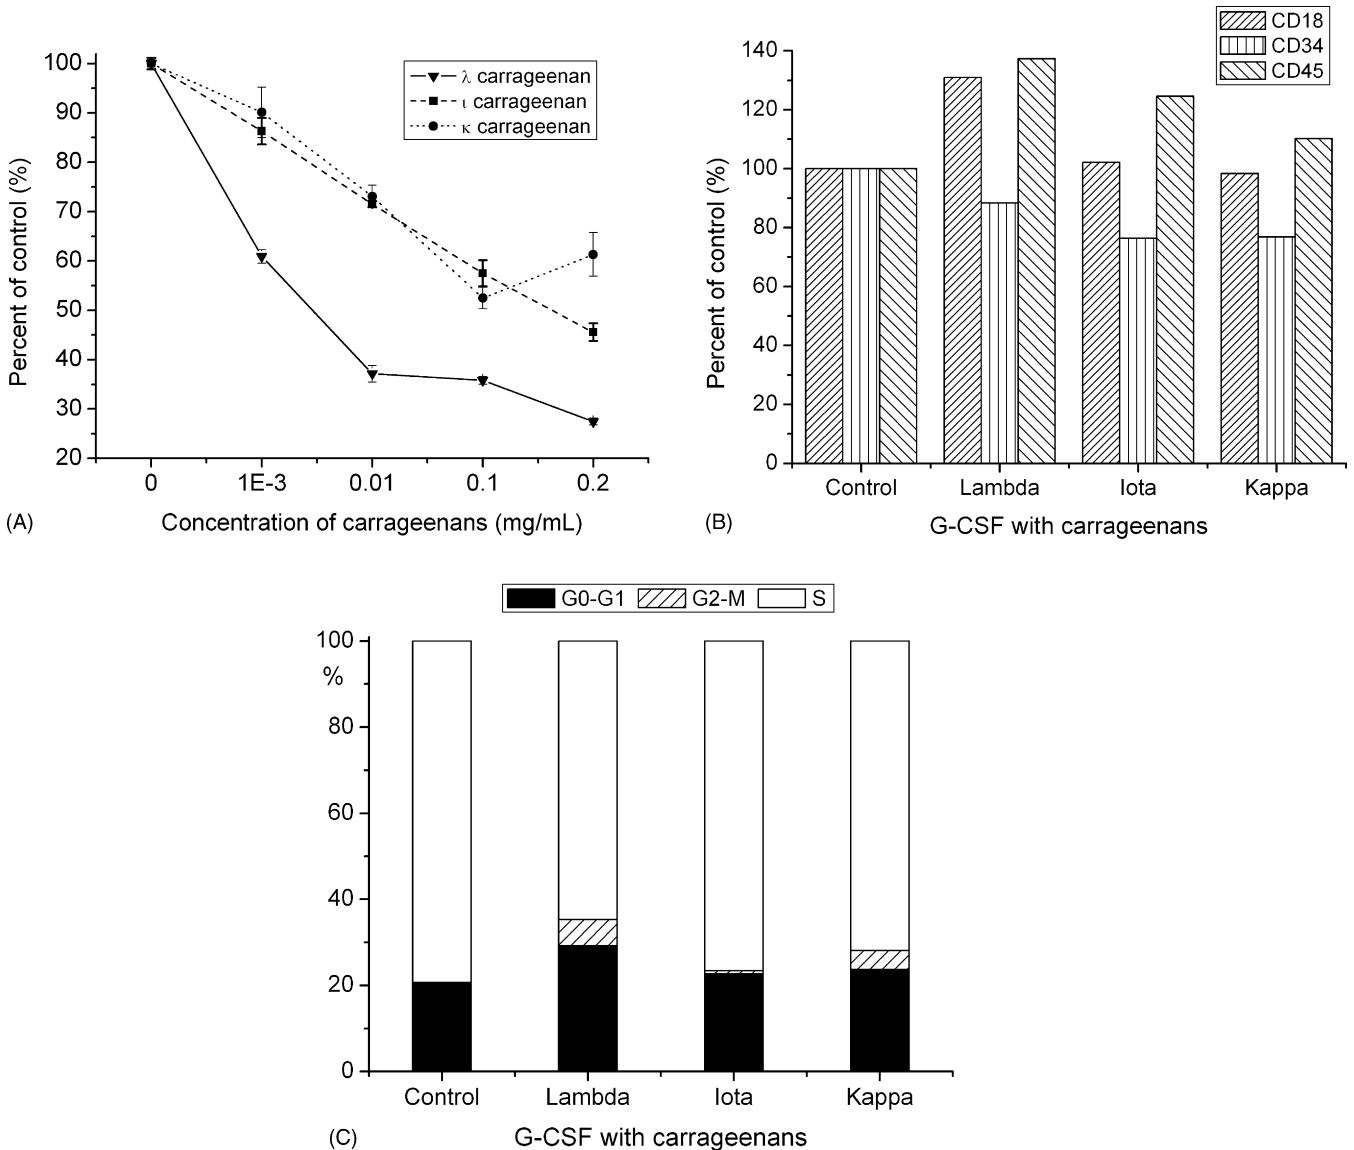 100
90
80
70
60
50
40
30
20
Percent of control (%)
λ carrageenan
ι carrageenan
κ carrageenan
0 1E-3 0.01 0.1 0.2
Concentration of carrageenans (mg/mL)
(A)
CD18
CD34
CD45
140
120
100
80
60
40
20
0
Percent of control (%)
Control Lambda Iota Kappa
G-CSF with carrageenans
(B)
G0-G1 G2-M S
100
%
80
60
40
20
0
Control Lambda Iota Kappa
G-CSF with carrageenans
(C)